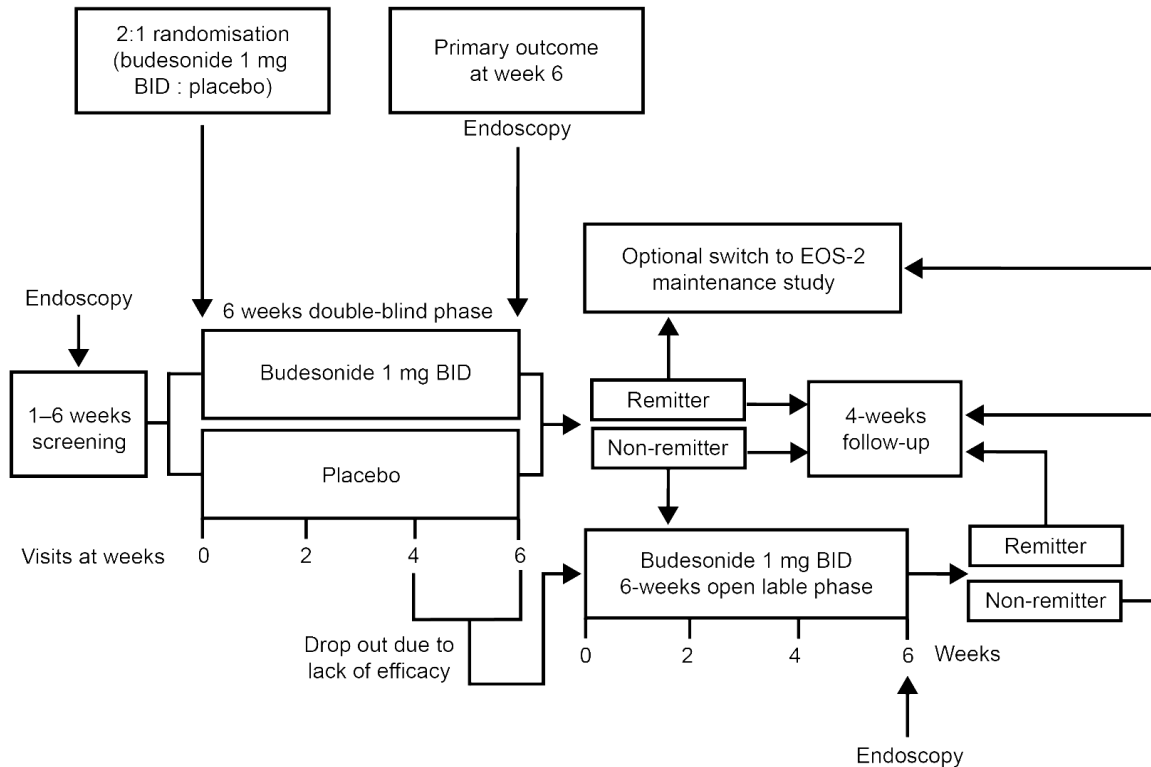 2:1 randomisation
(budesonide 1 mg
BID : placebo)
Primary outcome
at week 6
Endoscopy
Optional switch to EOS-2
maintenance study
Endoscopy
6 weeks double-blind phase
1–6 weeks
screening
Budesonide 1 mg BID
Placebo
Remitter
Non-remitter
4-weeks
follow-up
Visits at weeks 0 2 4 6
Drop out due to
lack of efficacy
Budesonide 1 mg BID
6-weeks open lable phase
Remitter
Non-remitter
0 2 4 6 Weeks
Endoscopy